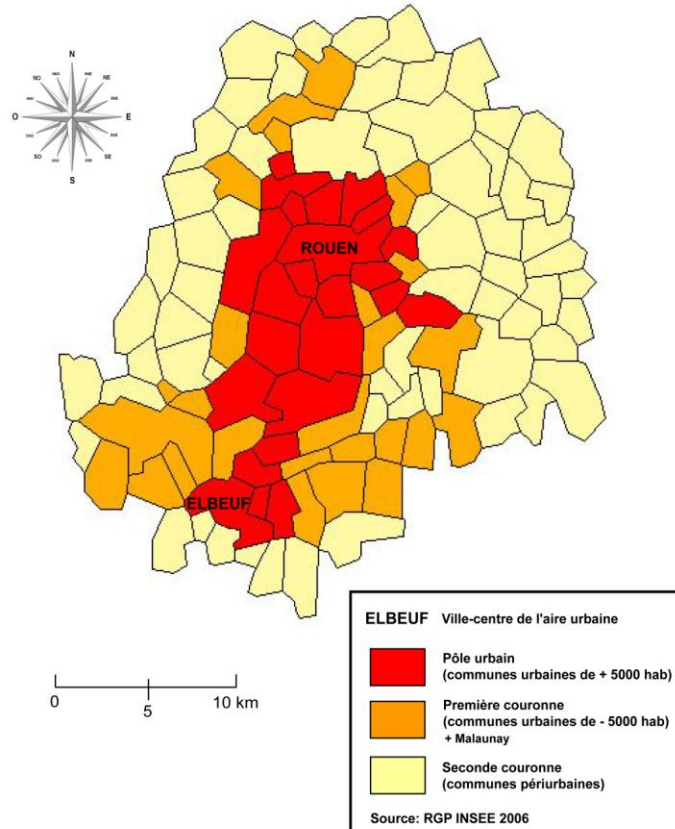 N
NO
NE
O
E
SO
SE
S
ROUEN
ELBEUF
0
5
10 km
ELBEUF Ville-centre de l'aire urbaine
Pôle urbain
(communes urbaines de + 5000 hab)
Première couronne
(communes urbaines de - 5000 hab)
+ Malaunay
Seconde couronne
(communes périurbaines)
Source: RGP INSEE 2006